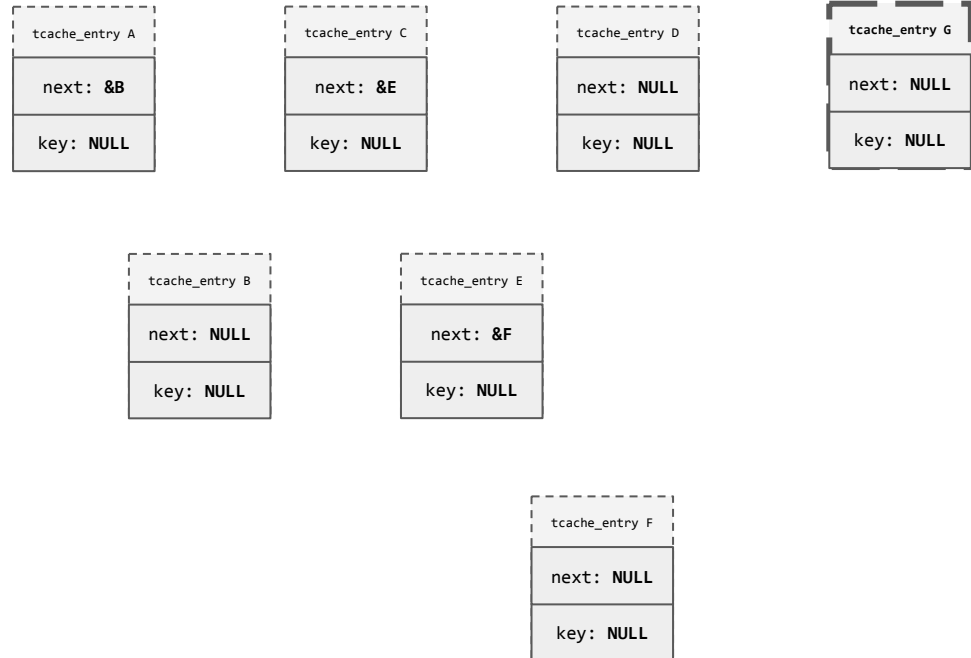 tcache_entry A
next: &B
key: NULL
tcache_entry C
next: &E
key: NULL
tcache_entry D
next: NULL
key: NULL
tcache_entry G
next: NULL
key: NULL
tcache_entry B
next: NULL
key: NULL
tcache_entry E
next: &F
key: NULL
tcache_entry F
next: NULL
key: NULL